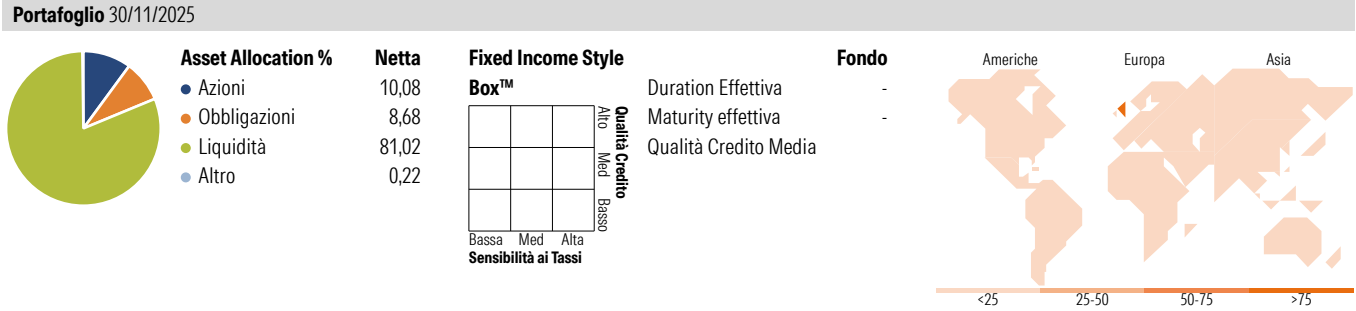 Portafoglio 30/11/2025
Asset Allocation % Netta
Azioni 10,08
Obbligazioni 8,68
Liquidità 81,02
Altro 0,22
Fixed Income Style
Box™
Alto
Med
Basso
Qualità Credito
Bassa Med Alta
Sensibilità ai Tassi
Fondo
Duration Effettiva -
Maturity effettiva -
Qualità Credito Media
Americhe Europa Asia
<25 25-50 50-75 >75